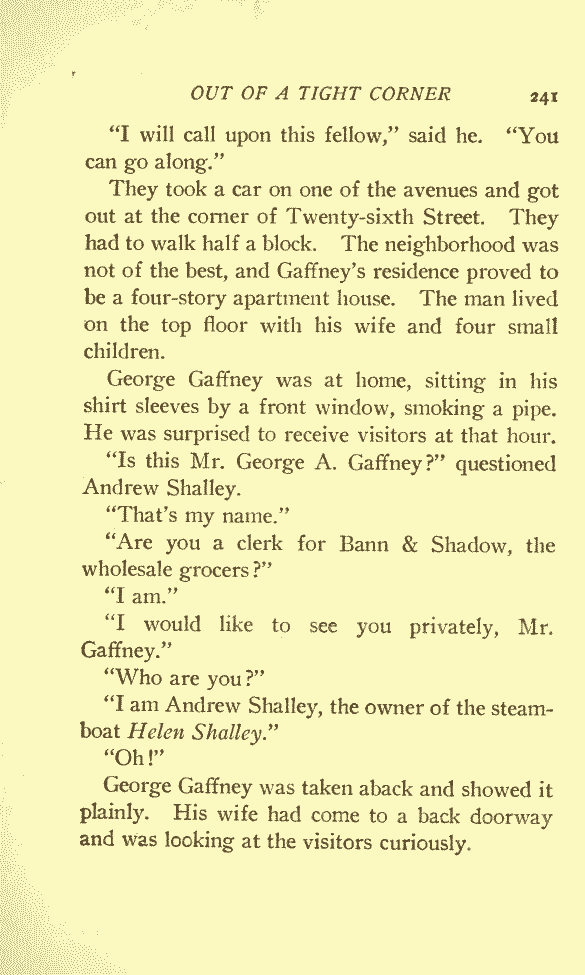 OUT OF A TIGHT CORNER 241
“I will call upon this fellow,” said he. “You
can go along.”
They took a car on one of the avenues and got
out at the corner of Twenty-sixth Street. They
had to walk half a block. The neighborhood was
not of the best, and Gaffney’s residence proved to
be a four-story apartment house. The man lived
on the top floor with his wife and four small
children.
George Gaffney was at home, sitting in his
shirt sleeves by a front window, smoking a pipe.
He was surprised to receive visitors at that hour.
“Is this Mr. George A. Gaffney?” questioned
Andrew Shalley.
“That’s my name.”
“Are you a clerk for Bann & Shadow, the
wholesale grocers?”
“I am.”
“I would like to see you privately, Mr.
Gaffney.”
“Who are you?”
“I am Andrew Shalley, the owner of the steam-
boat Helen Shalley.”
“Oh!”
George Gaffney was taken aback and showed it
plainly. His wife had come to a back doorway
and was looking at the visitors curiously.